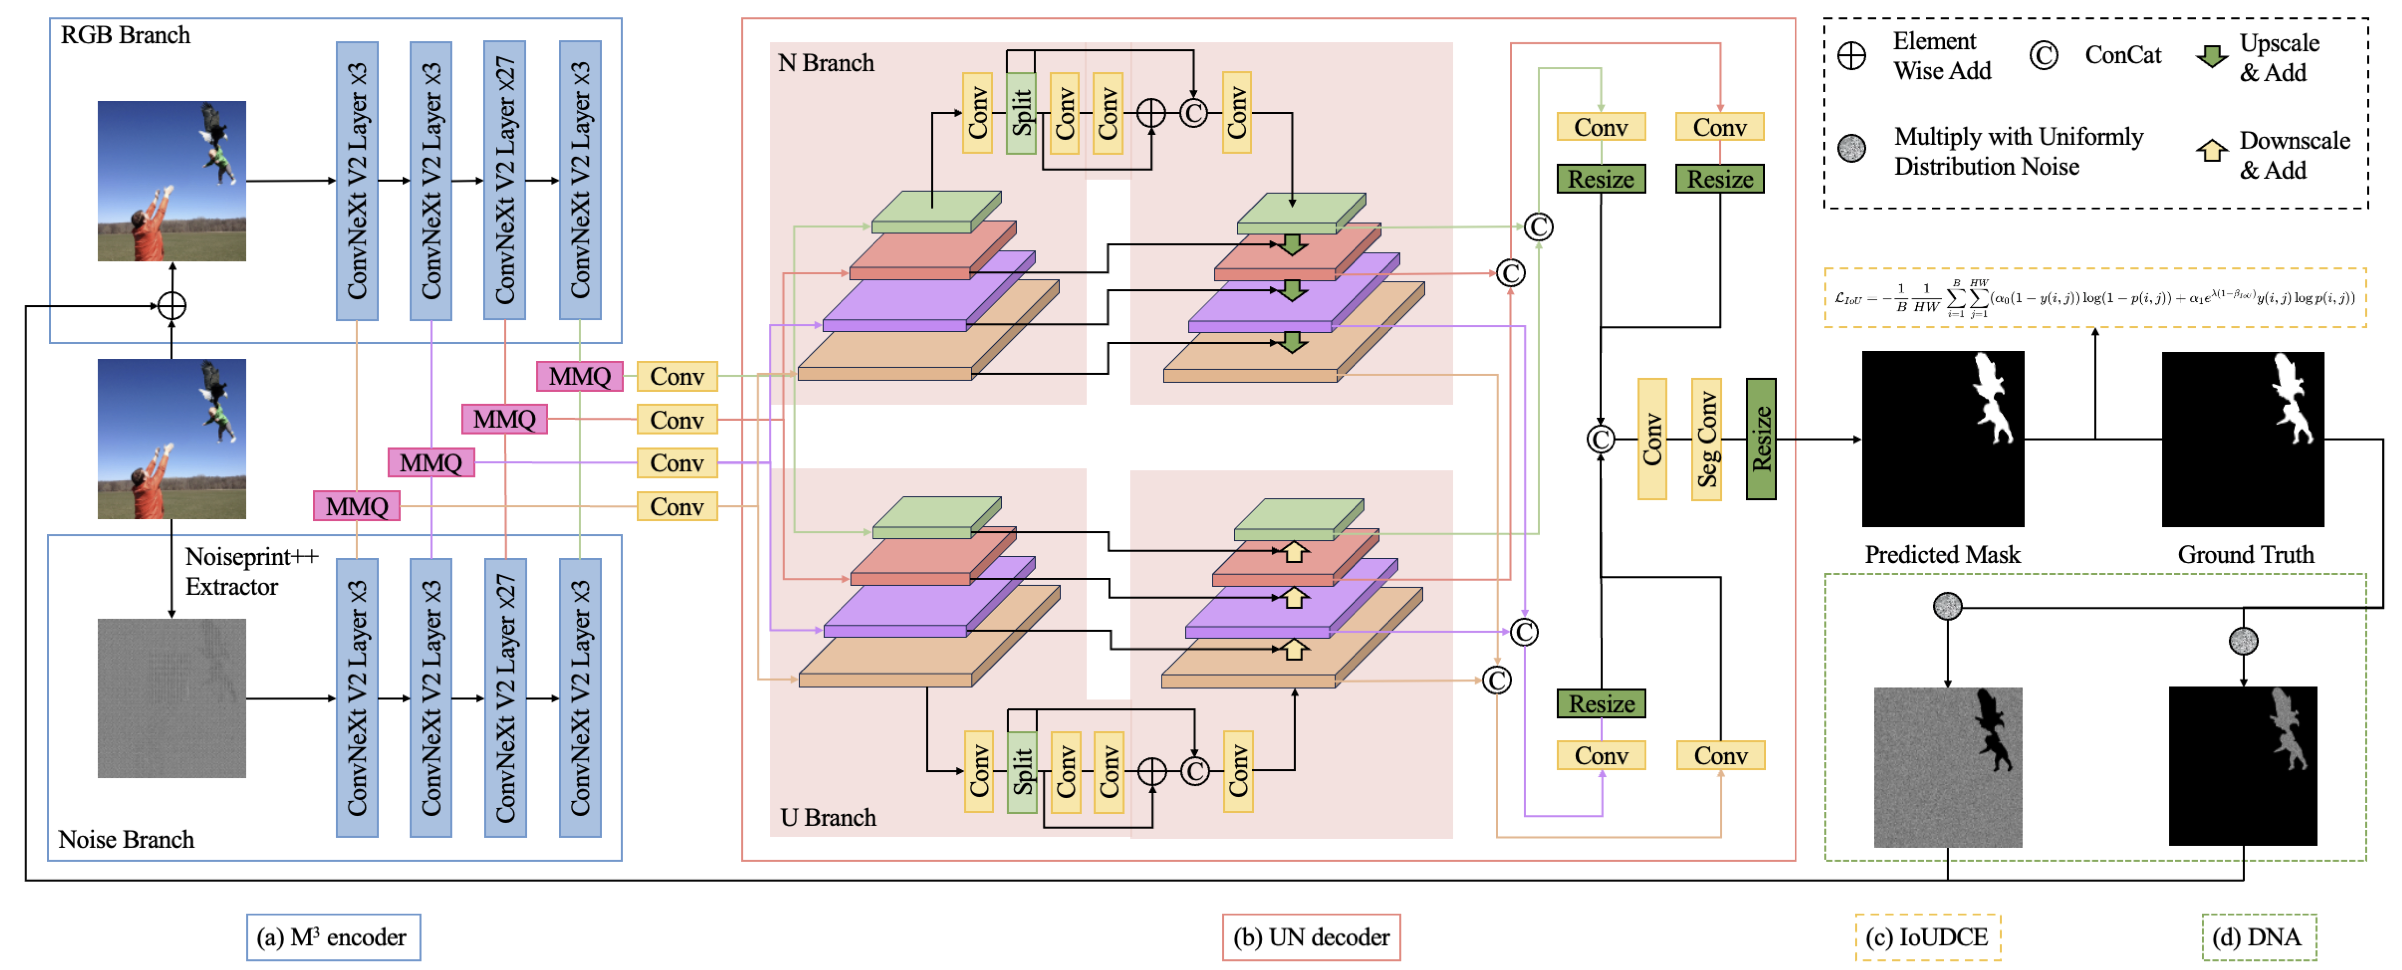 RGB Branch
ConvNeXt V2 Layer x3
ConvNeXt V2 Layer x3
ConvNeXt V2 Layer x27
ConvNeXt V2 Layer x3
MMQ
MMQ
MMQ
MMQ
Conv
Conv
Conv
Conv
Noiseprint++
Extractor
ConvNeXt V2 Layer x3
ConvNeXt V2 Layer x3
ConvNeXt V2 Layer x27
ConvNeXt V2 Layer x3
Noise Branch
N Branch
Conv
Split
Conv
Conv
C
Conv
U Branch
Conv
Split
Conv
Conv
C
Conv
C
C
C
C
Conv
Conv
Resize
Resize
C
Conv
Seg Conv
Resize
Resize
Conv
Conv
Element
Wise Add
C
ConCat
Upscale
& Add
Multiply with Uniformly
Distribution Noise
Downscale
& Add
$\mathcal{L}_{IoU} = -\frac{1}{B}\frac{1}{HW}\sum_{i=1}^{B}\sum_{j=1}^{HW}(\alpha_0(1-y(i,j))\log(1-p(i,j)) + \alpha_1 e^{\lambda(1-\beta_{IoU})}y(i,j)\log p(i,j))$
Predicted Mask
Ground Truth
(a) M³ encoder
(b) UN decoder
(c) IoUDCE
(d) DNA